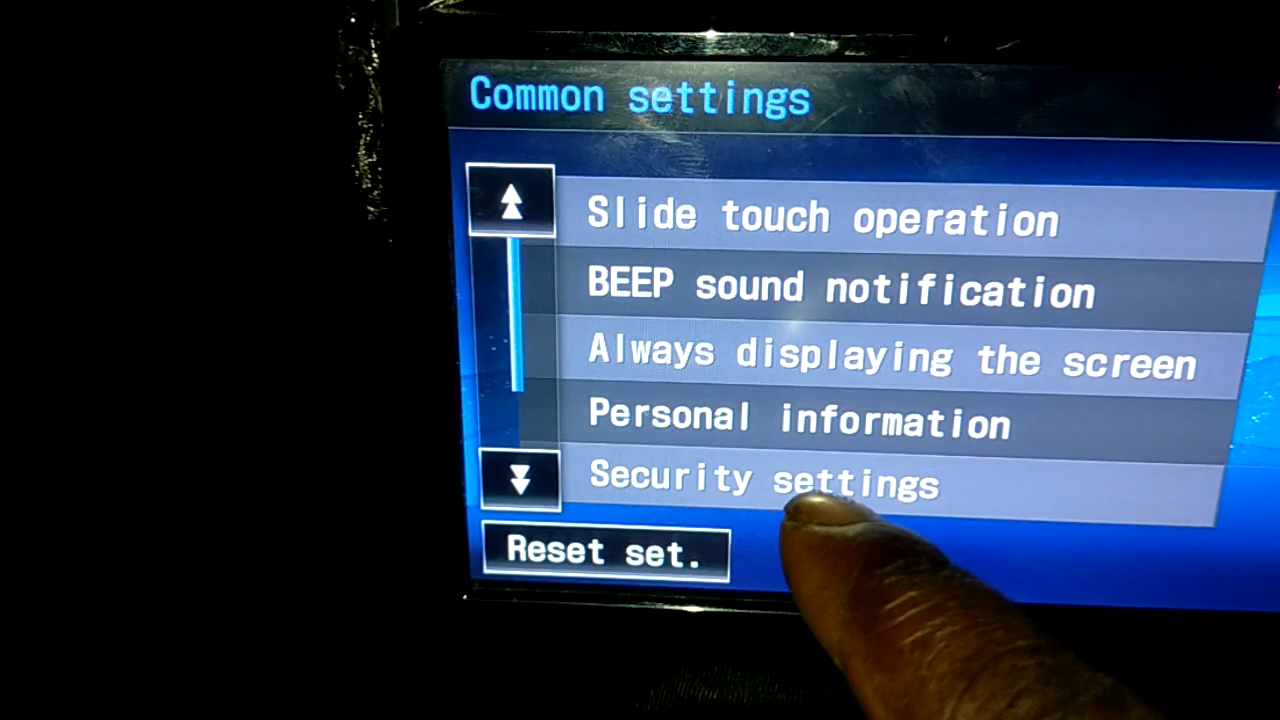 Common settings
Slide touch operation
BEEP sound notification
Always displaying the screen
Personal information
Security settings
Reset set.